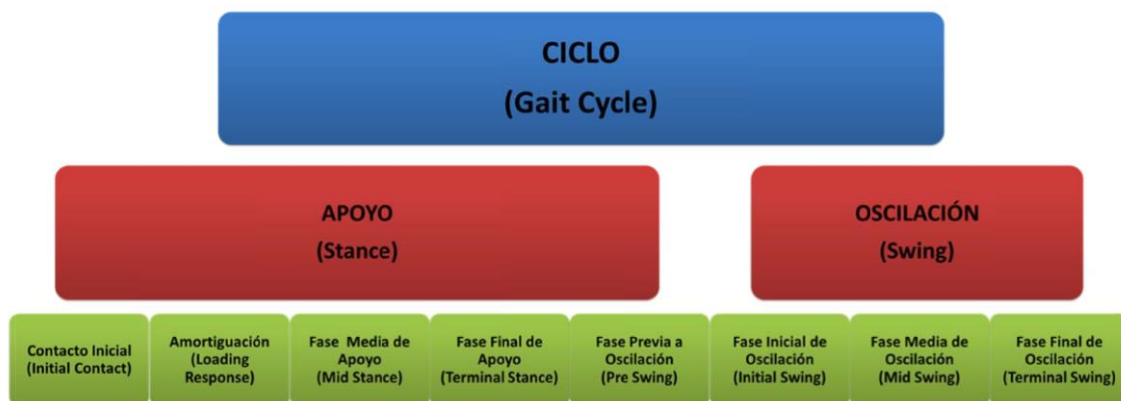 CICLO
(Gait Cycle)
APOYO
(Stance)
OSCILACIÓN
(Swing)
Contacto Inicial
(Initial Contact)
Amortiguación
(Loading
Response)
Fase Media de
Apoyo
(Mid Stance)
Fase Final de
Apoyo
(Terminal Stance)
Fase Previa a
Oscilación
(Pre Swing)
Fase Inicial de
Oscilación
(Initial Swing)
Fase Media de
Oscilación
(Mid Swing)
Fase Final de
Oscilación
(Terminal Swing)